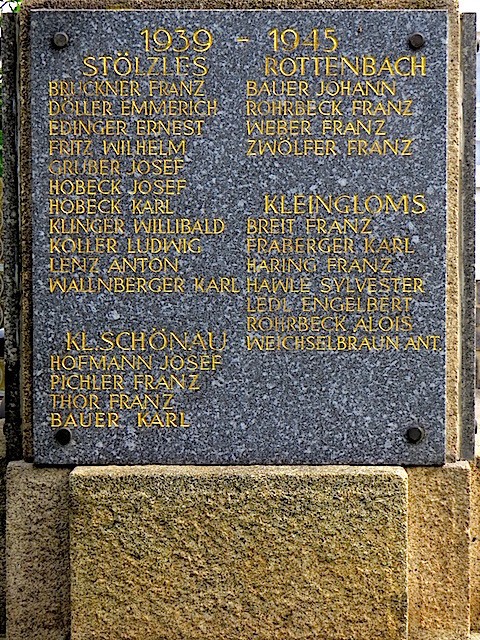 1939 - 1945
STÖLZLES
BRUCKNER FRANZ
DÖLLER EMMERICH
EDINGER ERNEST
FRITZ WILHELM
GRUBER JOSEF
HOBECK JOSEF
HOBECK KARL
KLINGER WILLIBALD
KOLLER LUDWIG
LENZ ANTON
WALLNBERGER KARL
KL.SCHÖNAU
HOFMANN JOSEF
PICHLER FRANZ
THOR FRANZ
BAUER KARL
ROTTENBACH
BAUER JOHANN
ROHRBECK FRANZ
WEBER FRANZ
ZWÖLFER FRANZ
KLEINGLOMS
BREIT FRANZ
FRABERGER KARL
HARING FRANZ
HAWLE SYLVESTER
LEDL ENGELBERT
ROHRBECK ALOIS
WEICHSELBRAUN ANT.